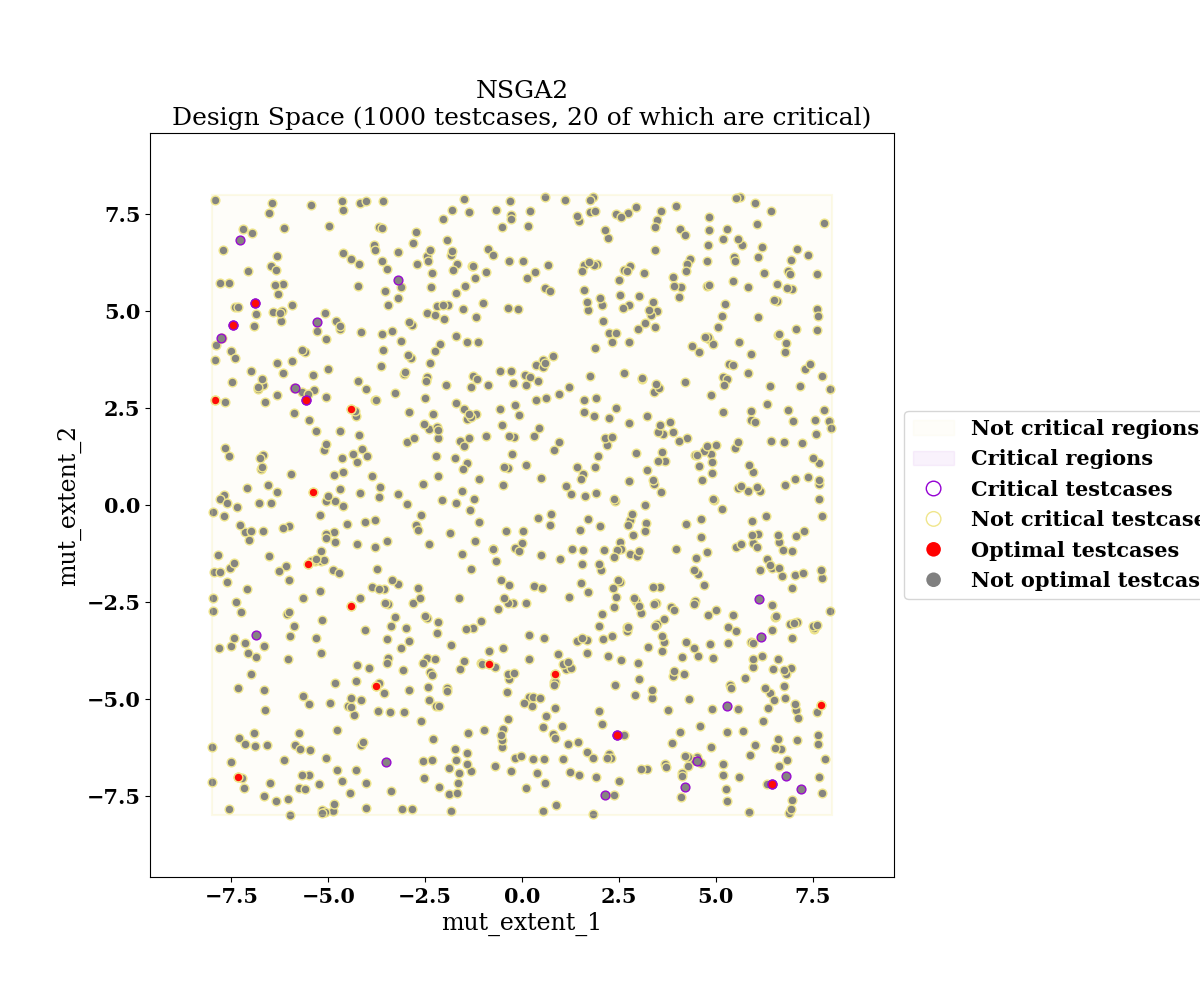 NSGA2
Design Space (1000 testcases, 20 of which are critical)
mut_extent_2
7.5
5.0
2.5
0.0
−2.5
−5.0
−7.5
−7.5 −5.0 −2.5 0.0 2.5 5.0 7.5
mut_extent_1
Not critical regions
Critical regions
Critical testcases
Not critical testcase
Optimal testcases
Not optimal testcas